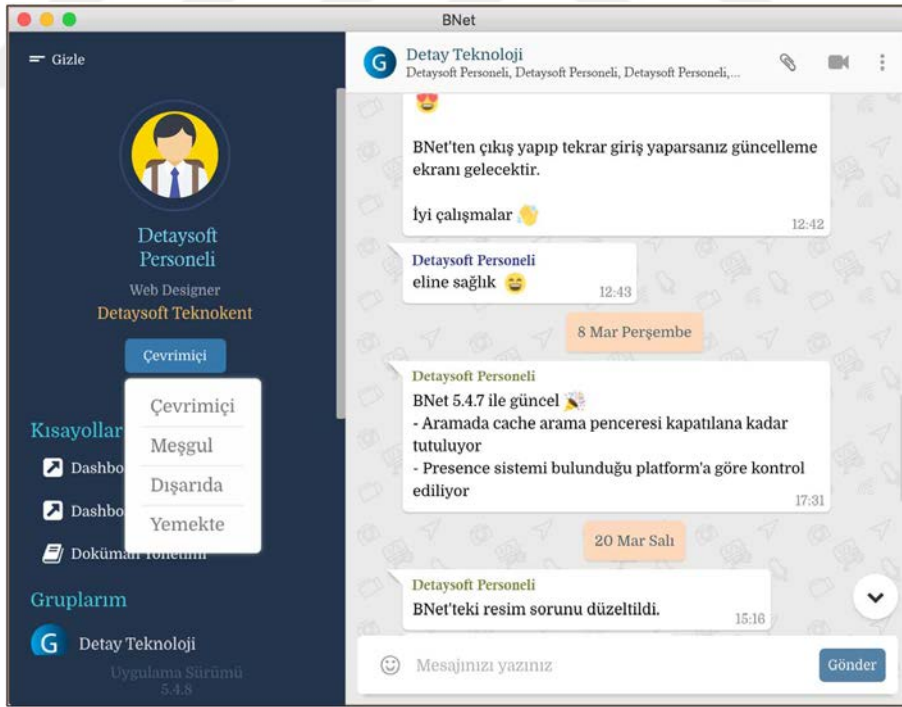 BNet
Gizle
Detaysoft
Personeli
Web Designer
Detaysoft Teknokent
Çevrimiçi
Çevrimiçi
Meşgul
Dışarıda
Yemekte
Kısayollar
Dashbo
Dashbo
Doküman Yönetimi
Gruplarım
G Detay Teknoloji
Uygulama Sürümü
5.4.8
G
Detay Teknoloji
Detaysoft Personeli, Detaysoft Personeli, Detaysoft Personeli,...
BNet'ten çıkış yapıp tekrar giriş yaparsanız güncelleme
ekranı gelecektir.
İyi çalışmalar 👋
12:42
Detaysoft Personeli
eline sağlık 😄
12:43
8 Mar Perşembe
Detaysoft Personeli
BNet 5.4.7 ile güncel 🎉
- Aramada cache arama penceresi kapatılana kadar
tutuluyor
- Presence sistemi bulunduğu platform'a göre kontrol
ediliyor
17:31
20 Mar Salı
Detaysoft Personeli
BNet'teki resim sorunu düzeltildi.
15:16
Mesajınızı yazınız
Gönder